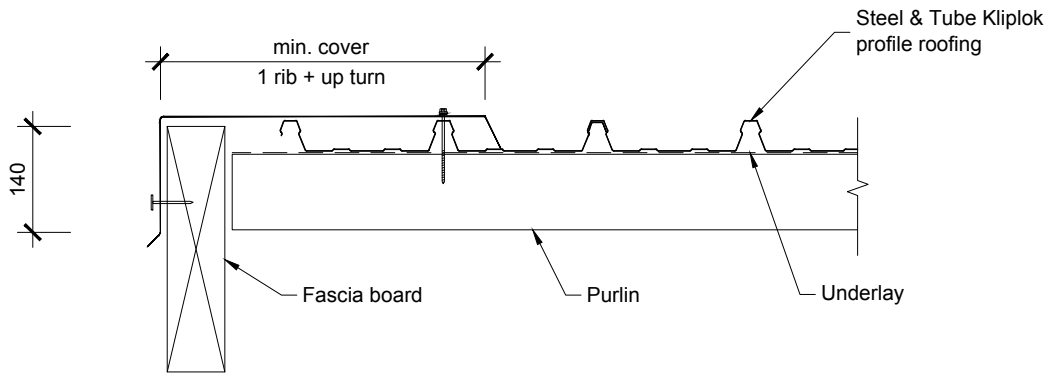 Steel & Tube Kliplok
profile roofing
min. cover
1 rib + up turn
140
Fascia board
Purlin
Underlay